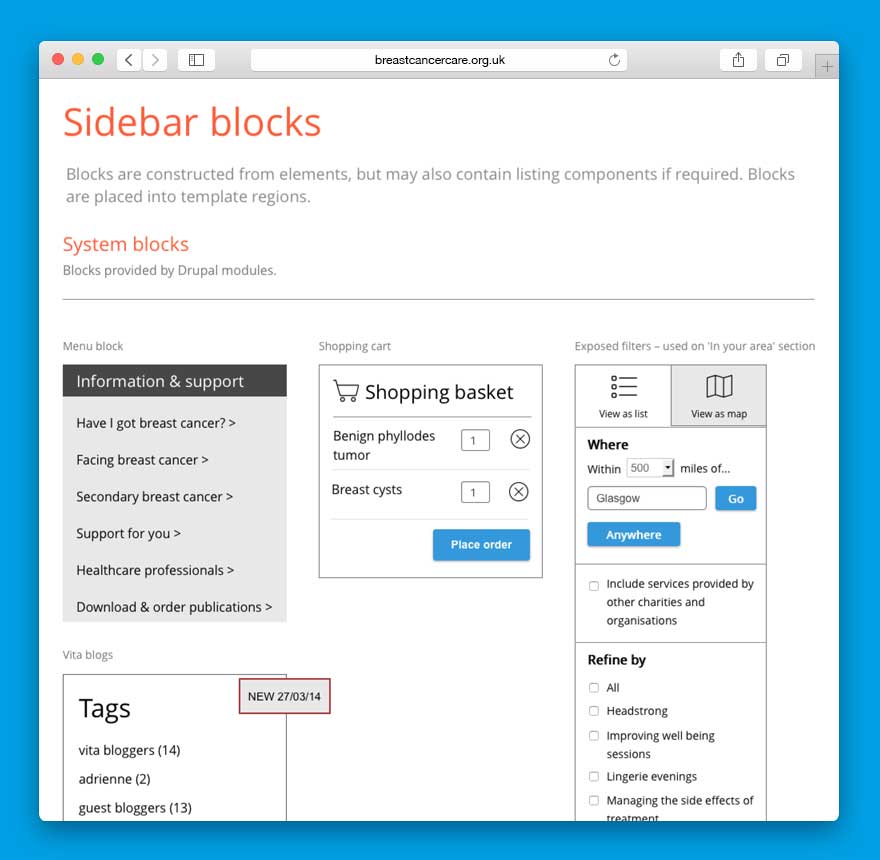 breastcancercare.org.uk
Sidebar blocks
Blocks are constructed from elements, but may also contain listing components if required. Blocks
are placed into template regions.
System blocks
Blocks provided by Drupal modules.
Menu block
Information & support
Have I got breast cancer? >
Facing breast cancer >
Secondary breast cancer >
Support for you >
Healthcare professionals >
Download & order publications >
Vita blogs
Tags
NEW 27/03/14
vita bloggers (14)
adrienne (2)
guest bloggers (13)
Shopping cart
Shopping basket
Benign phyllodes 1
tumor
Breast cysts 1
Place order
Exposed filters – used on 'In your area' section
View as list View as map
Where
Within 500 miles of...
Glasgow Go
Anywhere
Include services provided by
other charities and
organisations
Refine by
All
Headstrong
Improving well being
sessions
Lingerie evenings
Managing the side effects of
treatment